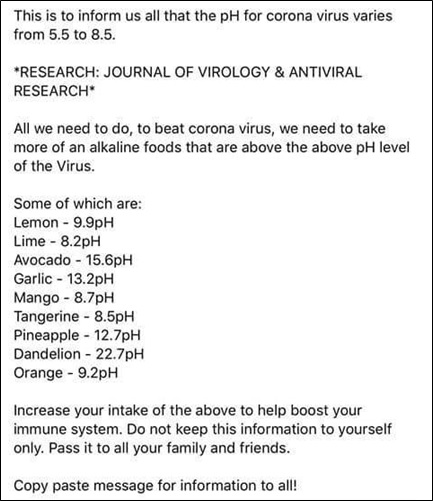 This is to inform us all that the pH for corona virus varies
from 5.5 to 8.5.
*RESEARCH: JOURNAL OF VIROLOGY & ANTIVIRAL
RESEARCH*
All we need to do, to beat corona virus, we need to take
more of an alkaline foods that are above the above pH level
of the Virus.
Some of which are:
Lemon - 9.9pH
Lime - 8.2pH
Avocado - 15.6pH
Garlic - 13.2pH
Mango - 8.7pH
Tangerine - 8.5pH
Pineapple - 12.7pH
Dandelion - 22.7pH
Orange - 9.2pH
Increase your intake of the above to help boost your
immune system. Do not keep this information to yourself
only. Pass it to all your family and friends.
Copy paste message for information to all!